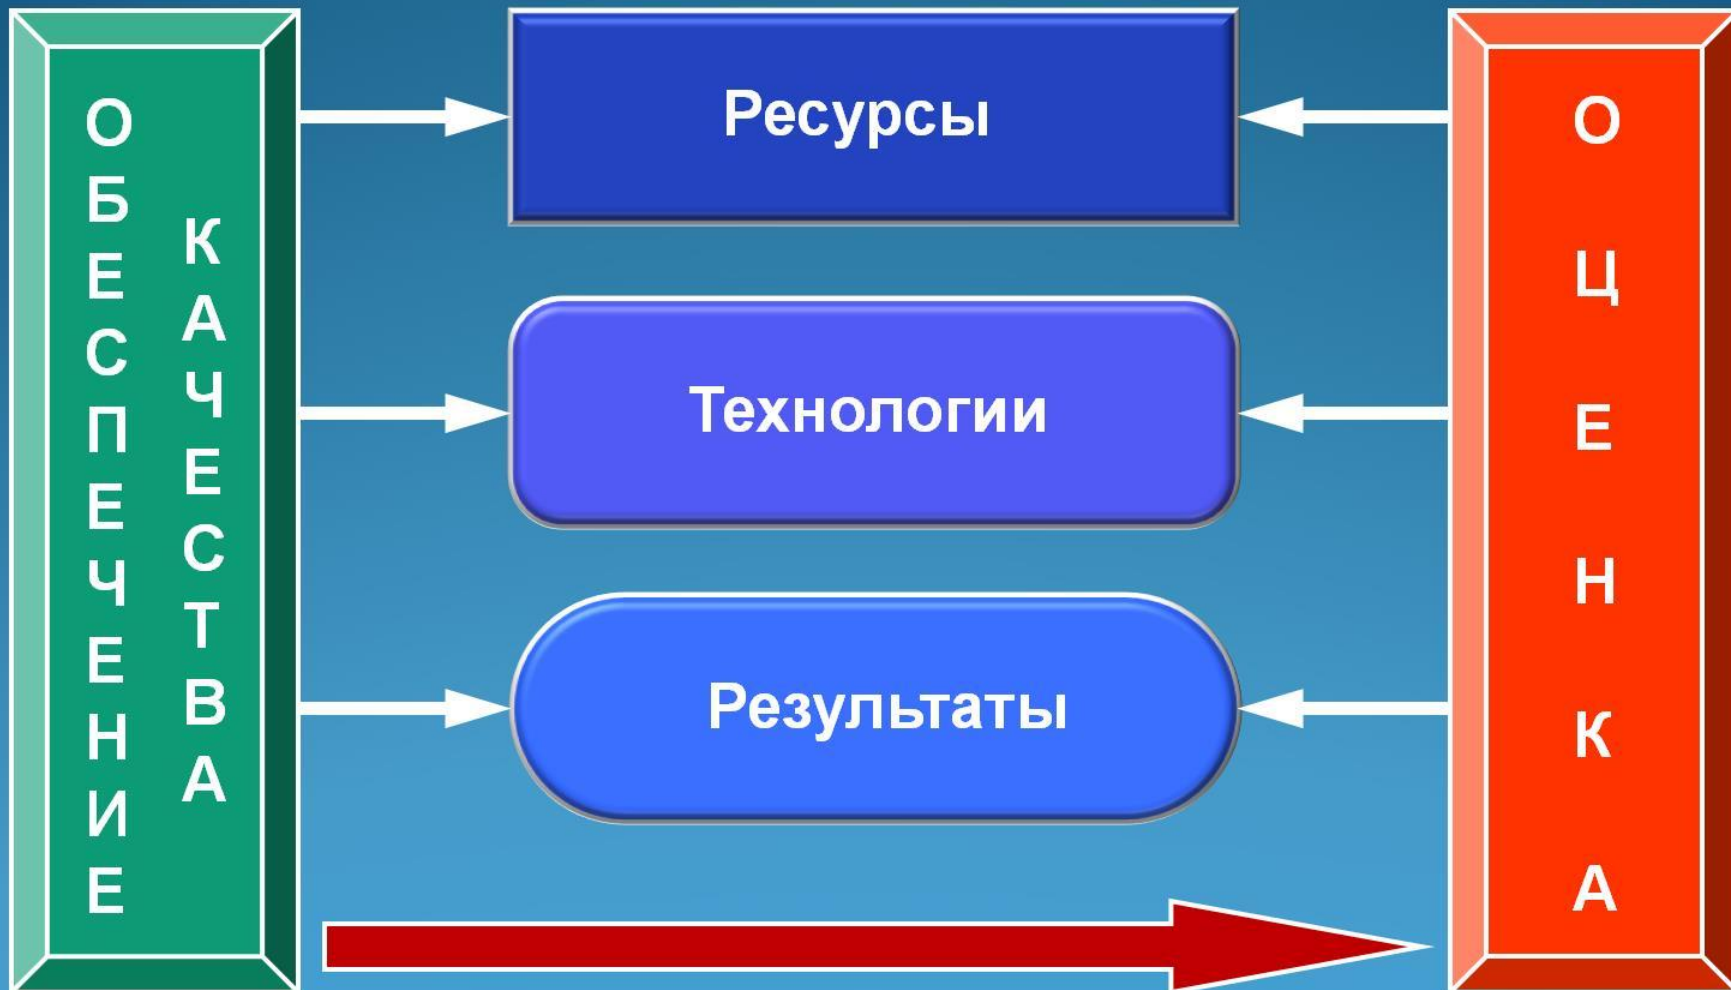 ОБЕСПЕЧЕНИЕ
КАЧЕСТВА
Ресурсы
Технологии
Результаты
ОЦЕНКА